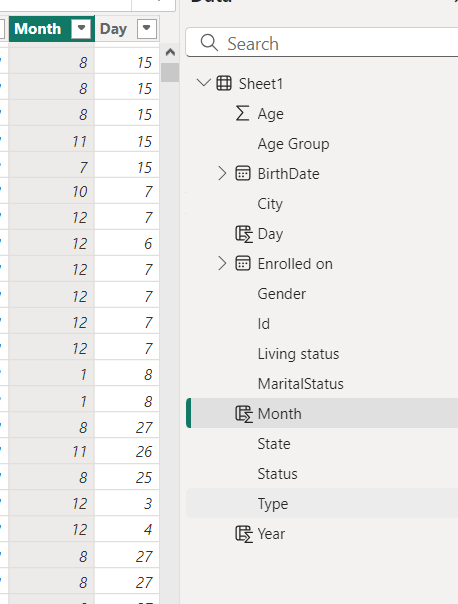 Month Day
8 15
8 15
8 15
11 15
7 15
10 7
12 7
12 6
12 7
12 7
12 7
12 7
1 8
1 8
8 27
11 26
8 25
12 3
12 4
8 27
8 27
Search
Sheet1
Age
Age Group
BirthDate
City
Day
Enrolled on
Gender
Id
Living status
MaritalStatus
Month
State
Status
Type
Year